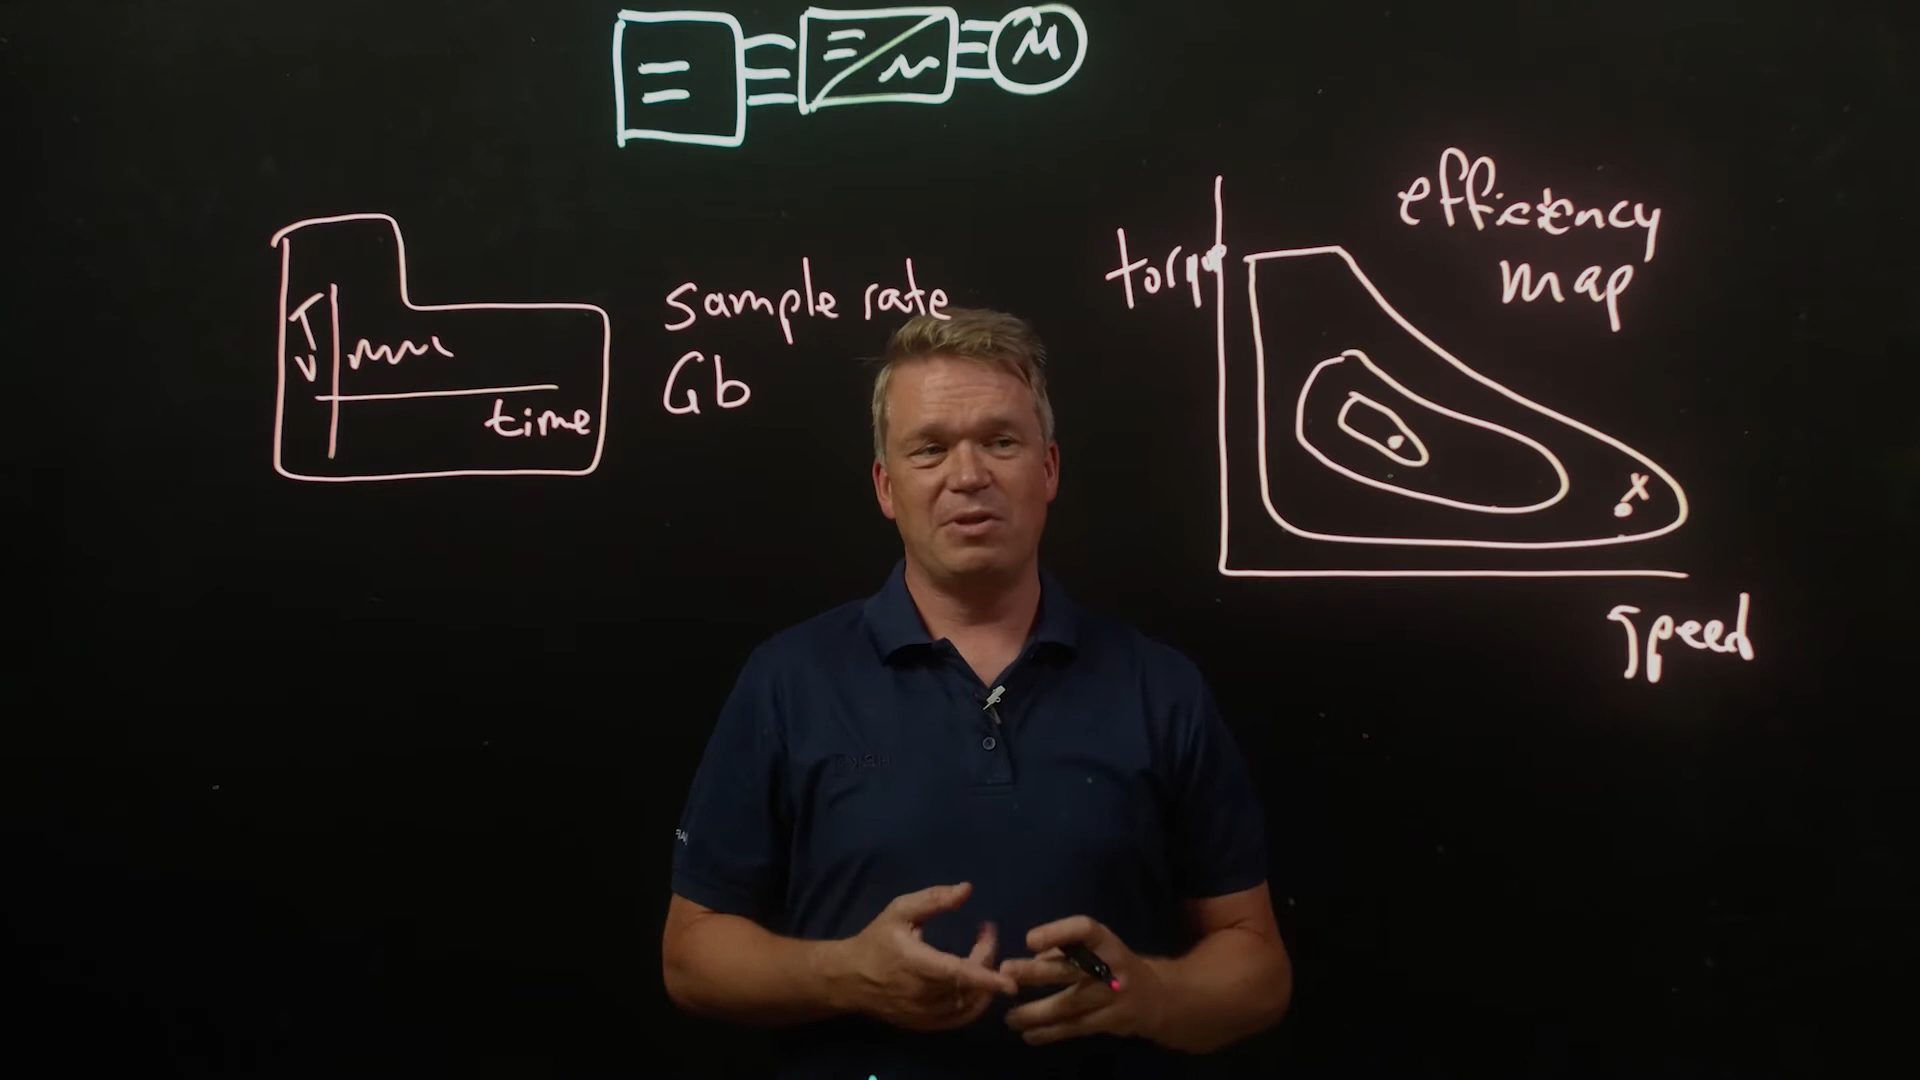 =
= ~
M
efficiency
map
torque
sample rate
Gb
T
V
time
x
speed